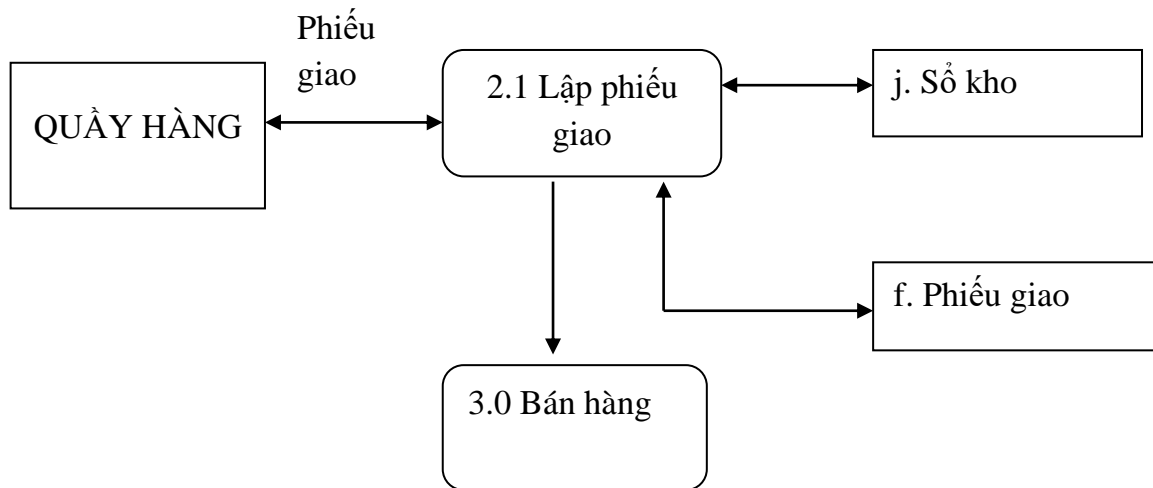 Phiếu
giao
QUẦY HÀNG
2.1 Lập phiếu
giao
j. Sổ kho
f. Phiếu giao
3.0 Bán hàng